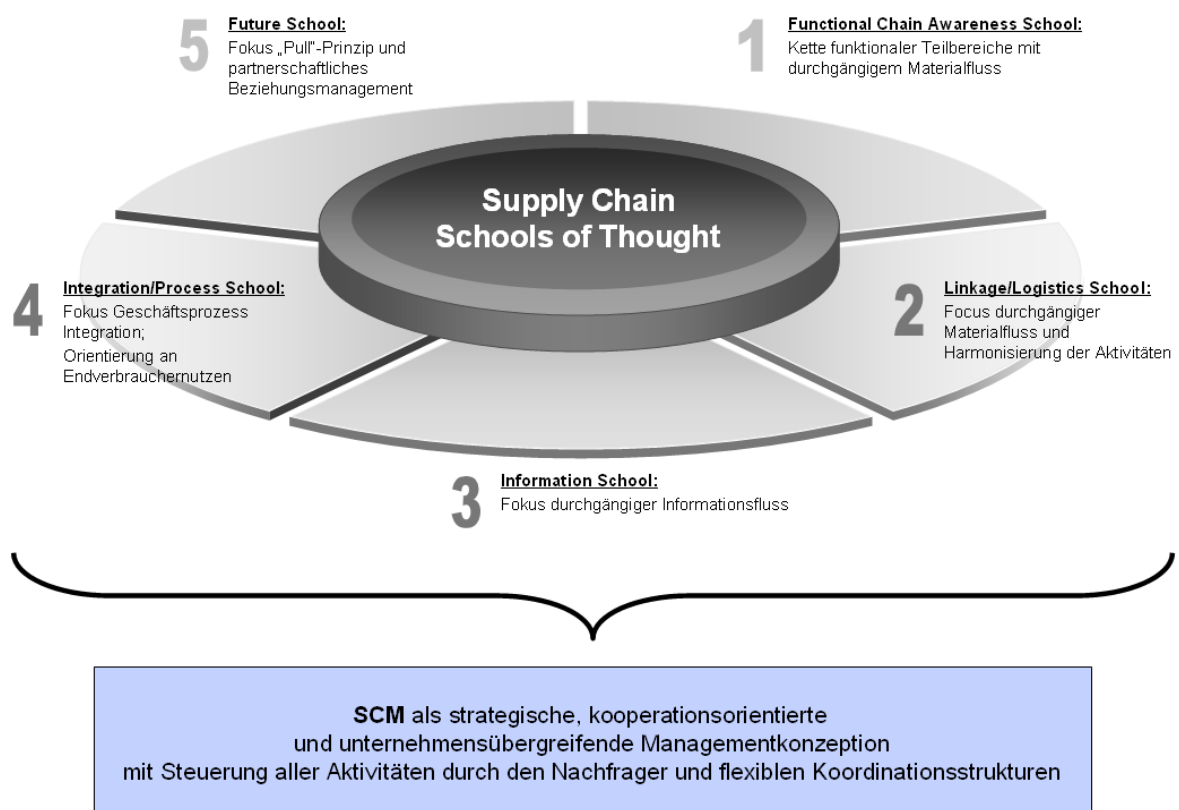 5
Future School:
Fokus „Pull"-Prinzip und
partnerschaftliches
Beziehungsmanagement
1
Functional Chain Awareness School:
Kette funktionaler Teilbereiche mit
durchgängigem Materialfluss
Supply Chain
Schools of Thought
4
Integration/Process School:
Fokus Geschäftsprozess
Integration;
Orientierung an
Endverbrauchernutzen
2
Linkage/Logistics School:
Focus durchgängiger
Materialfluss und
Harmonisierung der Aktivitäten
3
Information School:
Fokus durchgängiger Informationsfluss
SCM als strategische, kooperationsorientierte
und unternehmensübergreifende Managementkonzeption
mit Steuerung aller Aktivitäten durch den Nachfrager und flexiblen Koordinationsstrukturen